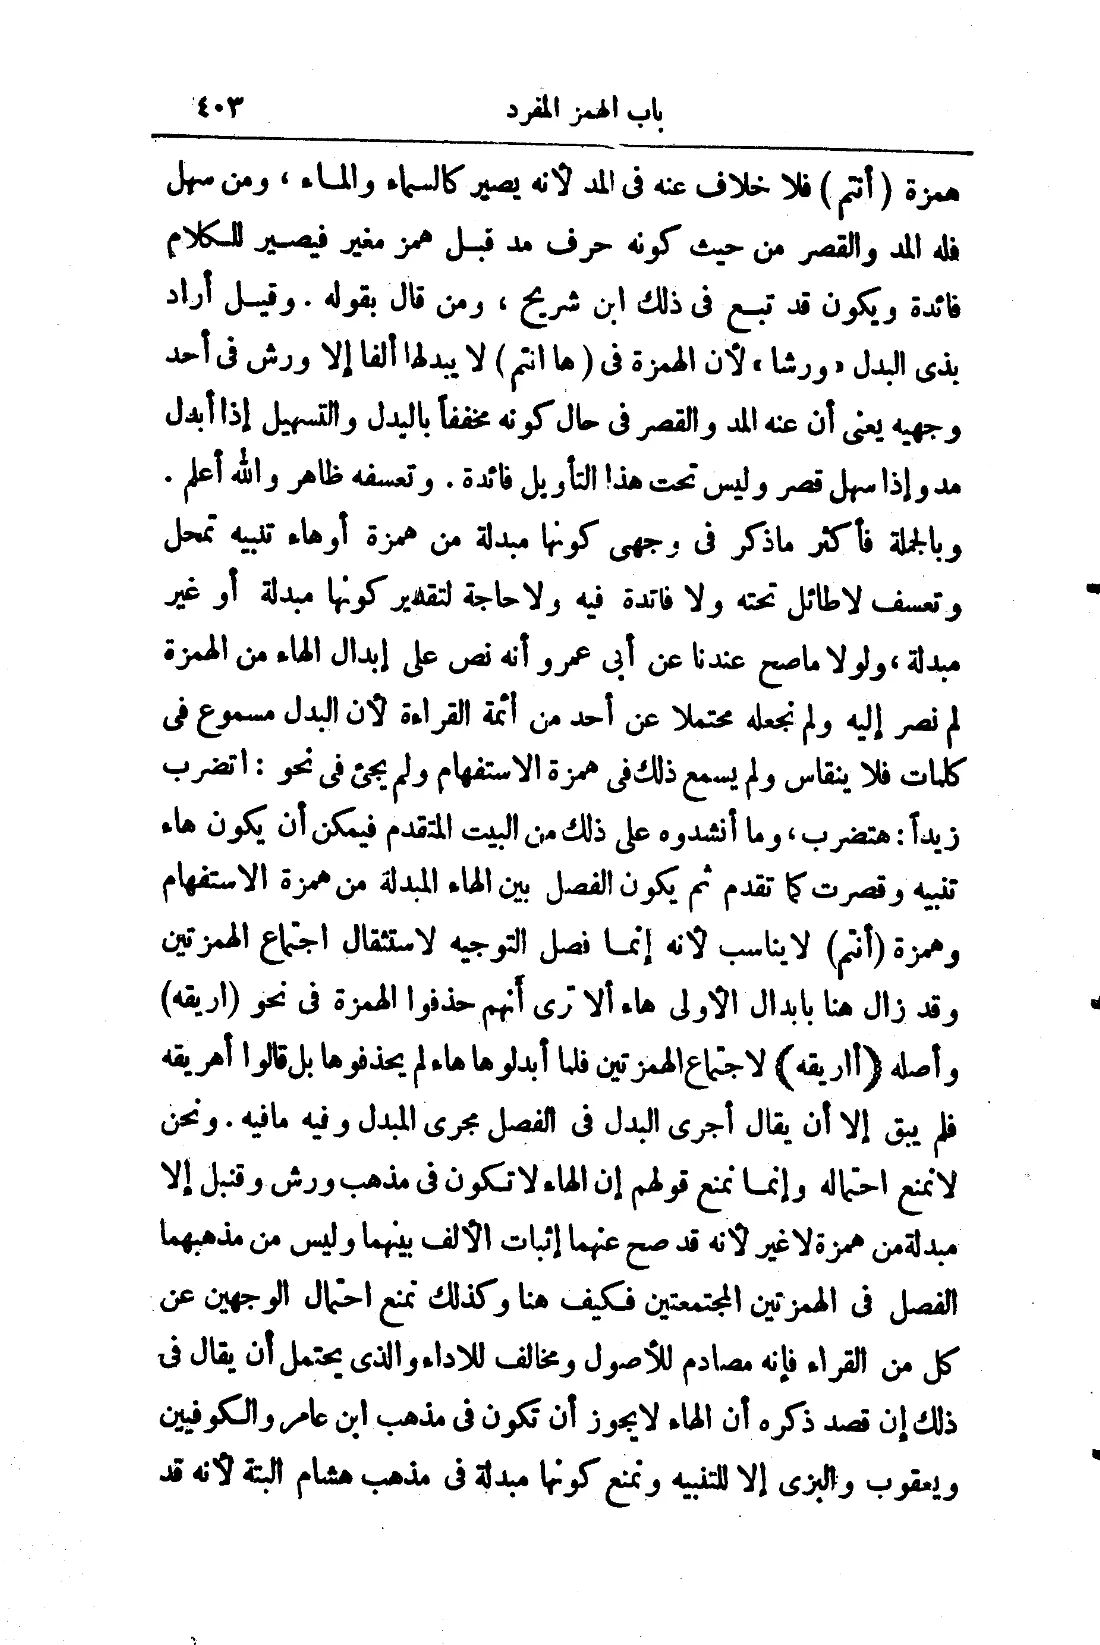 باب الهمز المفرد ٤٠٣
همزة (أنتم) فلا خلاف عنه فى المد لأنه يصير كالسماء والماء ، ومن سهل
فله المد والقصر من حيث كونه حرف مد قبل همز مغير فيصير للكلام
فائدة ويكون قد تبع فى ذلك ابن شريح ، ومن قال بقوله . وقيل أراد
بذى البدل «ورشا» لأن الهمزة فى (ها انتم) لا يبدلها ألفا إلا ورش فى أحد
وجهيه يعنى أن عنه المد والقصر فى حال كونه مخففاً بالبدل والتسهيل إذا أبدل
مد وإذا سهل قصر وليس تحت هذا التأويل فائدة . وتعسفه ظاهر والله أعلم .
وبالجملة فأكثر ماذكر فى وجهى كونها مبدلة من همزة أوهاء تنبيه تمحل
وتعسف لاطائل تحته ولا فائدة فيه ولاحاجة لتقدير كونها مبدلة أو غير
مبدلة ، ولولا ماصح عندنا عن أبى عمرو أنه نص على إبدال الهاء من الهمزة
لم نصر إليه ولم نجعله محتملا عن أحد من أئمة القراءة لأن البدل مسموع فى
كلمات فلا ينقاس ولم يسمع ذلك فى همزة الاستفهام ولم يجئ فى نحو : اتضرب
زيداً : هتضرب ، وما أنشدوه على ذلك من البيت المتقدم فيمكن أن يكون هاء
تنبيه وقصرت كما تقدم ثم يكون الفصل بين الهاء المبدلة من همزة الاستفهام
وهمزة (أنتم) لا يناسب لأنه إنما فصل التوجيه لاستثقال اجتماع الهمزتين
وقد زال هنا بابدال الأولى هاء ألا ترى أنهم حذفوا الهمزة فى نحو (اريقه)
وأصله (أاريقه) لاجتماع الهمزتين فلما أبدلوها هاء لم يحذفوها بل قالوا أهريقه
فلم يبق إلا أن يقال أجرى البدل فى الفصل مجرى المبدل وفيه مافيه . ونحن
لانمنع احتماله وإنما نمنع قولهم إن الهاء لا تكون فى مذهب ورش وقنبل إلا
مبدلة من همزة لاغير لأنه قد صح عنهما إثبات الألف بينهما وليس من مذهبهما
الفصل فى الهمزتين المجتمعتين فكيف هنا وكذلك نمنع احتمال الوجهين عن
كل من القراء فإنه مصادم للأصول ومخالف للاداء والذى يحتمل أن يقال فى
ذلك إن قصد ذكره أن الهاء لايجوز أن تكون فى مذهب ابن عامر والكوفيين
ويعقوب والبزى إلا للتنبيه ونمنع كونها مبدلة فى مذهب هشام البتة لأنه قد